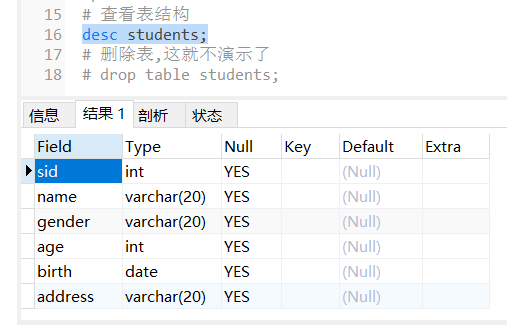 15 # 查看表结构
16 desc students;
17 # 删除表,这就不演示了
18 # drop table students;
信息 结果 1 剖析 状态
Field Type Null Key Default Extra
sid int YES (Null)
name varchar(20) YES (Null)
gender varchar(20) YES (Null)
age int YES (Null)
birth date YES (Null)
address varchar(20) YES (Null)